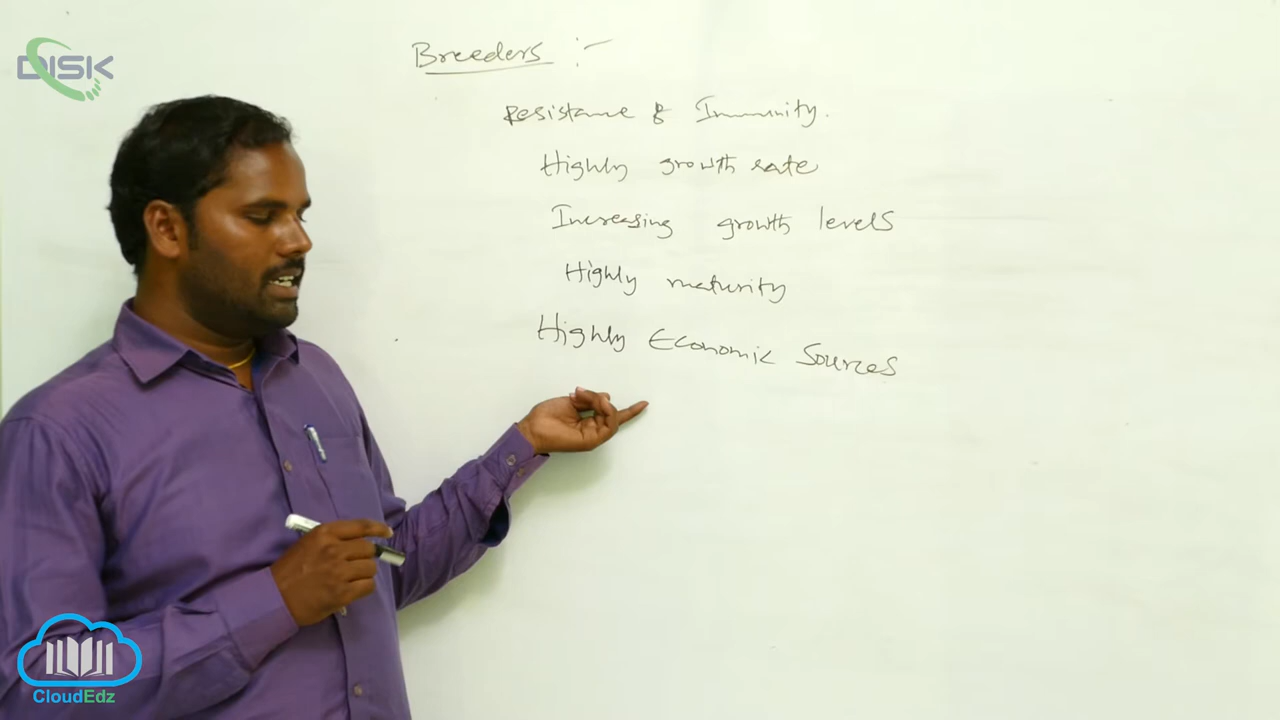 DISK
Breeders :-
Resistance & Immunity.
Highly growth rate
Increasing growth levels
Highly maturity
Highly Economic Sources
CloudEdz